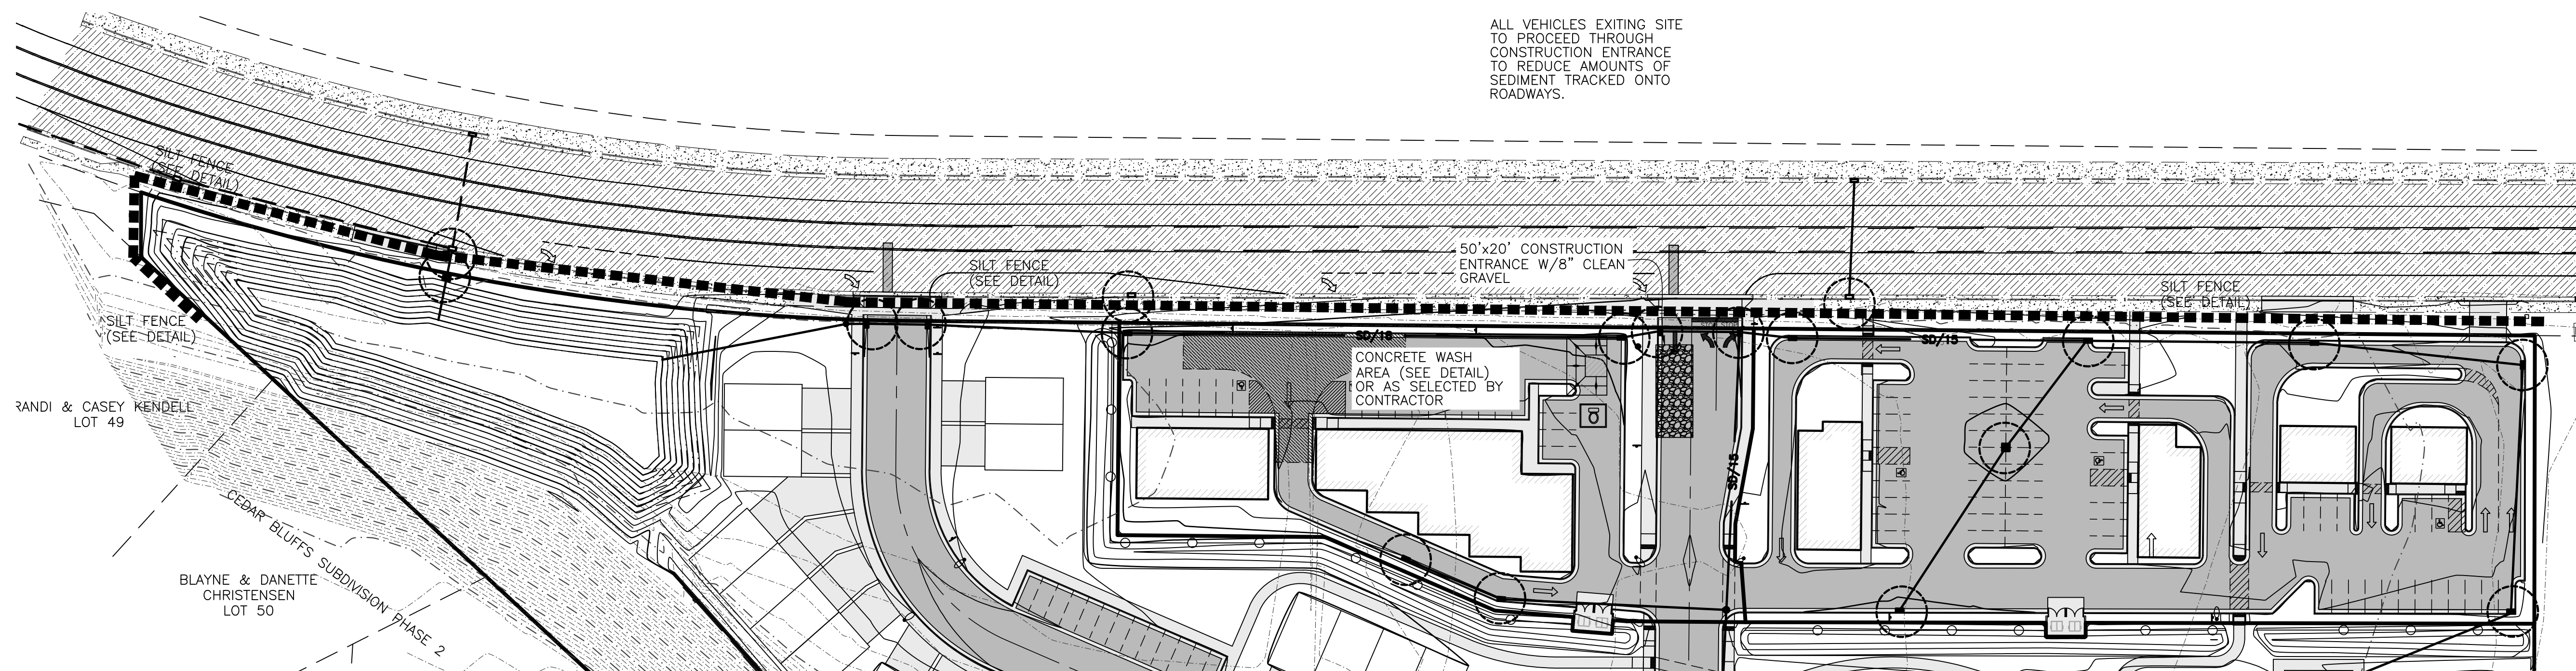 ALL VEHICLES EXITING SITE
TO PROCEED THROUGH
CONSTRUCTION ENTRANCE
TO REDUCE AMOUNTS OF
SEDIMENT TRACKED ONTO
ROADWAYS.
SILT FENCE
(SEE DETAIL)
SILT FENCE
(SEE DETAIL)
50'x20' CONSTRUCTION
ENTRANCE W/8" CLEAN
GRAVEL
SILT FENCE
(SEE DETAIL)
SILT FENCE
(SEE DETAIL)
SD/18
SD/15
CONCRETE WASH
AREA (SEE DETAIL)
OR AS SELECTED BY
CONTRACTOR
RANDI & CASEY KENDELL
LOT 49
SD/15
CEDAR BLUFFS SUBDIVISION PHASE 2
BLAYNE & DANETTE
CHRISTENSEN
LOT 50